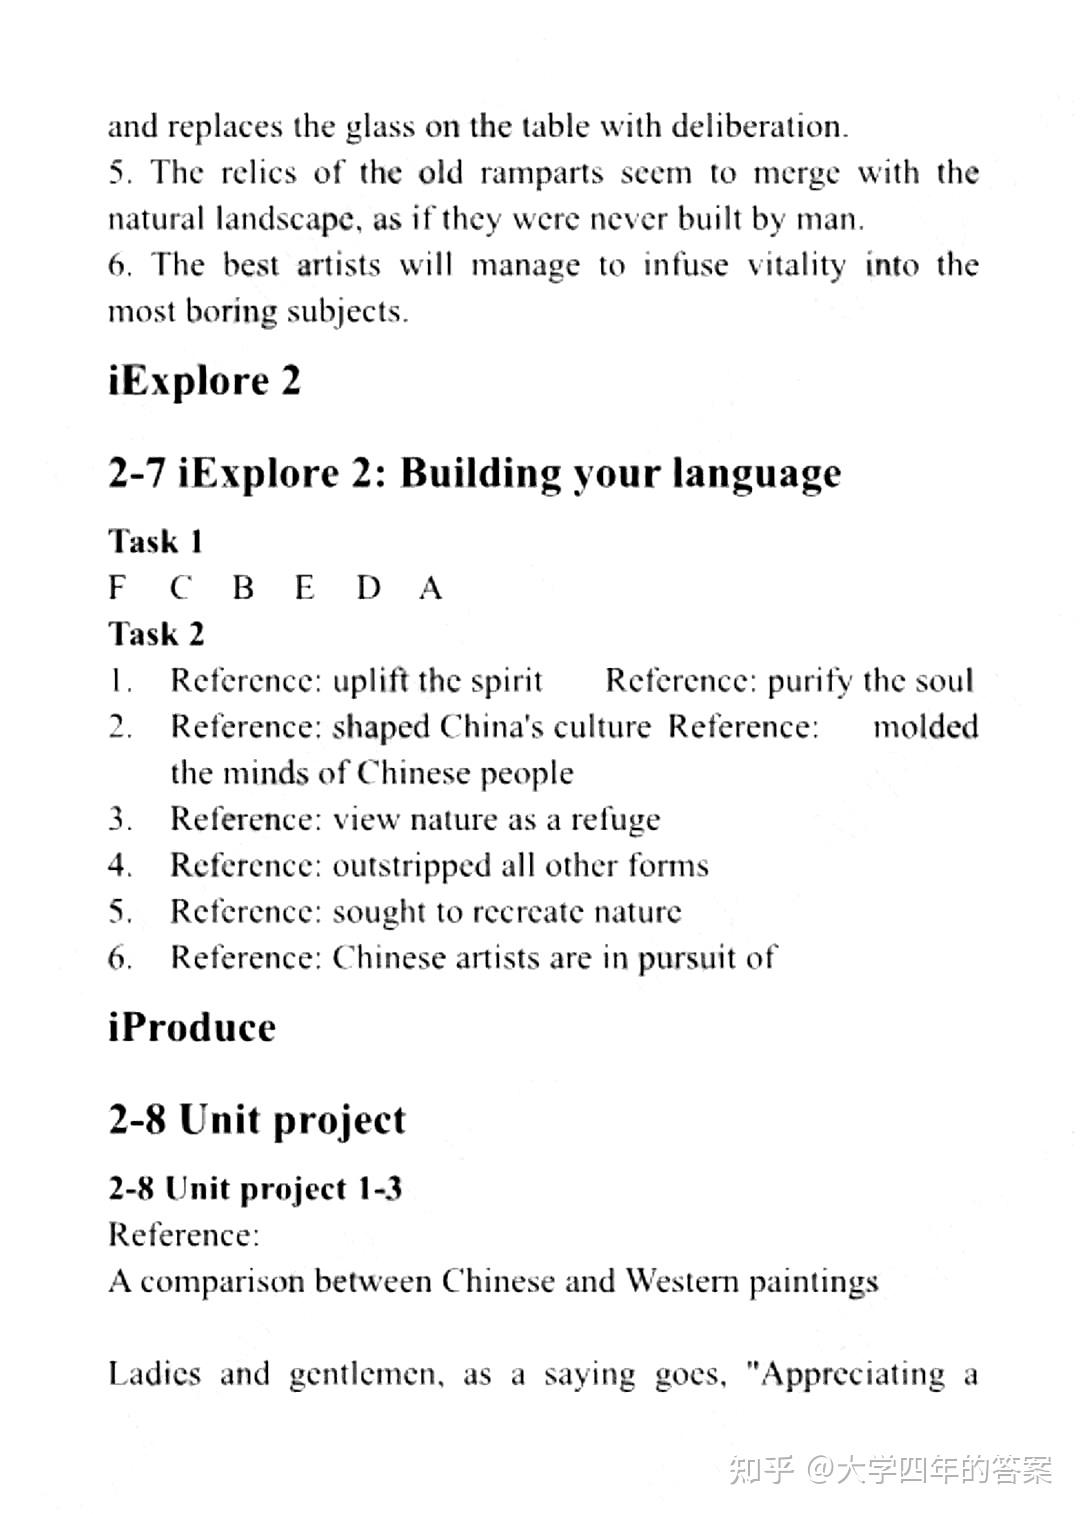 and replaces the glass on the table with deliberation.
5. The relics of the old ramparts seem to merge with the
natural landscape, as if they were never built by man.
6. The best artists will manage to infuse vitality into the
most boring subjects.
iExplore 2
2-7 iExplore 2: Building your language
Task 1
F C B E D A
Task 2
1. Reference: uplift the spirit Reference: purify the soul
2. Reference: shaped China's culture Reference: molded
the minds of Chinese people
3. Reference: view nature as a refuge
4. Reference: outstripped all other forms
5. Reference: sought to recreate nature
6. Reference: Chinese artists are in pursuit of
iProduce
2-8 Unit project
2-8 Unit project 1-3
Reference:
A comparison between Chinese and Western paintings
Ladies and gentlemen, as a saying goes, "Appreciating a
知乎 @大学四年的答案